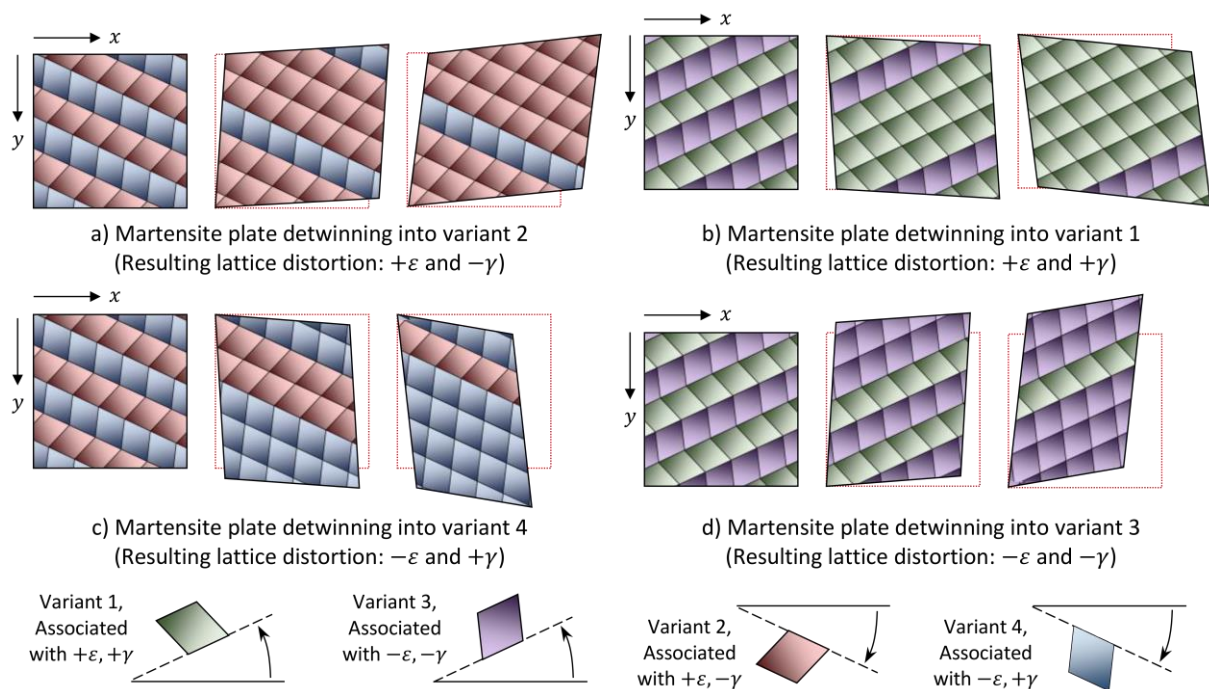 x
y
a) Martensite plate detwinning into variant 2
(Resulting lattice distortion: +ε and −γ)
x
y
b) Martensite plate detwinning into variant 1
(Resulting lattice distortion: +ε and +γ)
x
y
c) Martensite plate detwinning into variant 4
(Resulting lattice distortion: −ε and +γ)
x
y
d) Martensite plate detwinning into variant 3
(Resulting lattice distortion: −ε and −γ)
Variant 1,
Associated
with +ε, +γ
Variant 3,
Associated
with −ε, −γ
Variant 2,
Associated
with +ε, −γ
Variant 4,
Associated
with −ε, +γ